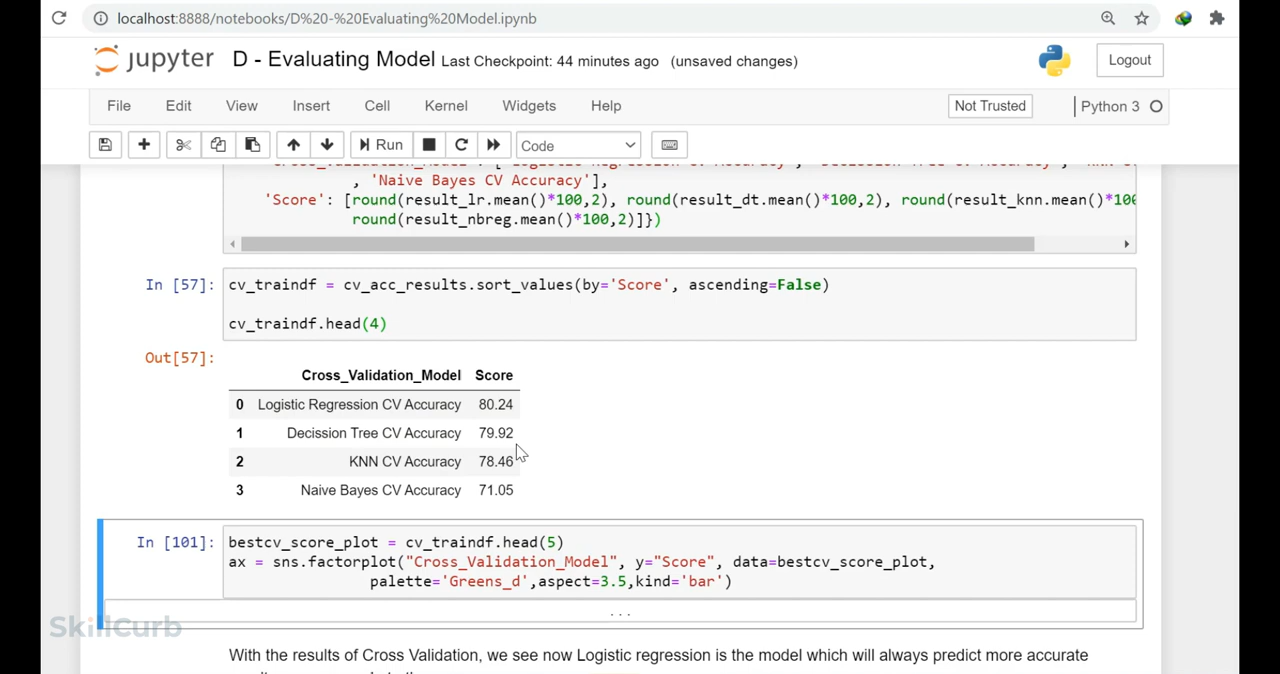 localhost:8888/notebooks/D%20-%20Evaluating%20Model.ipynb
jupyter D - Evaluating Model Last Checkpoint: 44 minutes ago (unsaved changes) Logout
File Edit View Insert Cell Kernel Widgets Help Not Trusted Python 3
Run Code
, 'Naive Bayes CV Accuracy'],
'Score': [round(result_lr.mean()*100,2), round(result_dt.mean()*100,2), round(result_knn.mean()*100
round(result_nbreg.mean()*100,2)]})
In [57]: cv_traindf = cv_acc_results.sort_values(by='Score', ascending=False)
cv_traindf.head(4)
Out[57]:
Cross_Validation_Model Score
0 Logistic Regression CV Accuracy 80.24
1 Decission Tree CV Accuracy 79.92
2 KNN CV Accuracy 78.46
3 Naive Bayes CV Accuracy 71.05
In [101]: bestcv_score_plot = cv_traindf.head(5)
ax = sns.factorplot("Cross_Validation_Model", y="Score", data=bestcv_score_plot,
palette='Greens_d',aspect=3.5,kind='bar')
...
SkillCurb
With the results of Cross Validation, we see now Logistic regression is the model which will always predict more accurate